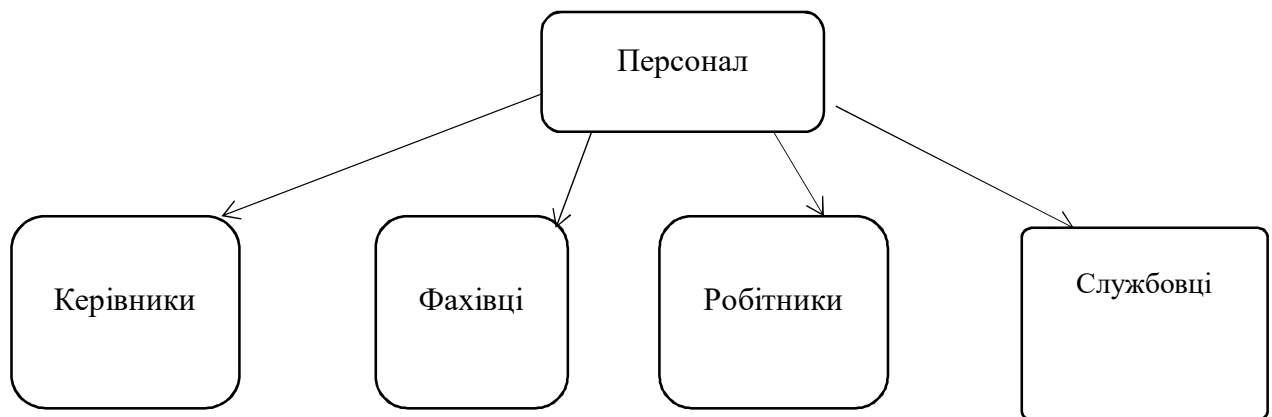 Персонал
Керівники
Фахівці
Робітники
Службовці